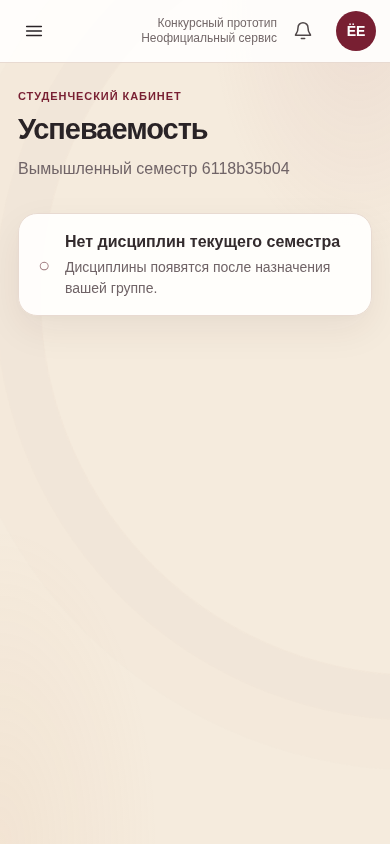 Конкурсный прототип
Неофициальный сервис
ЁЕ
СТУДЕНЧЕСКИЙ КАБИНЕТ
Успеваемость
Вымышленный семестр 6118b35b04
Нет дисциплин текущего семестра
Дисциплины появятся после назначения
вашей группе.